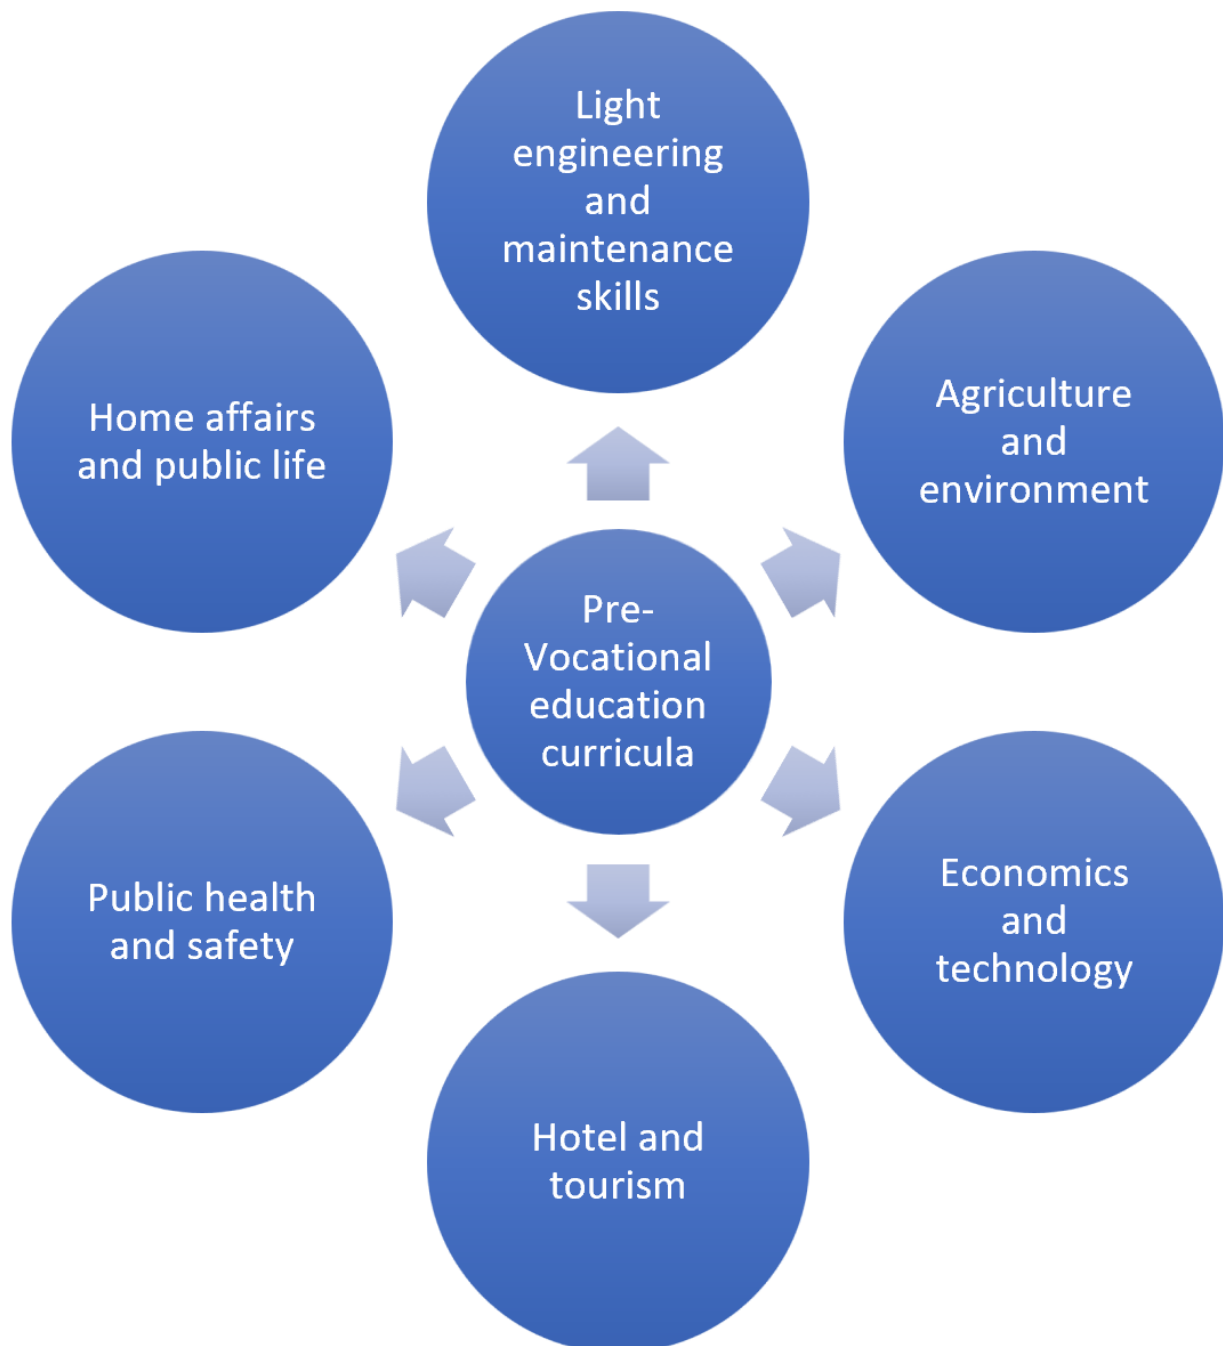 Light
engineering
and
maintenance
skills
Agriculture
and
environment
Economics
and
technology
Hotel and
tourism
Public health
and safety
Home affairs
and public life
Pre-
Vocational
education
curricula